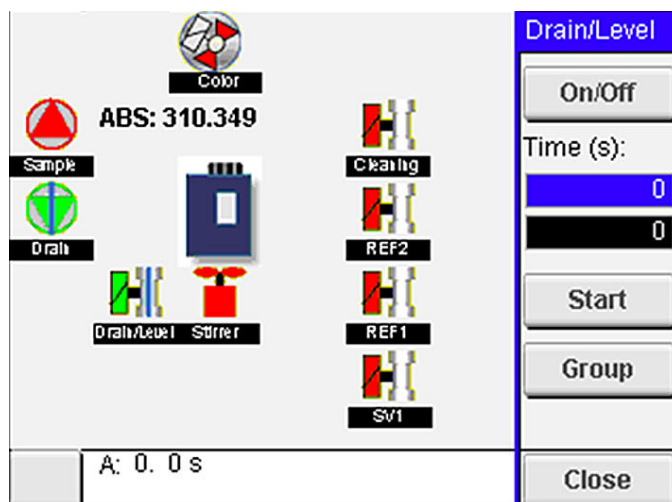 Drain/Level
Color
On/Off
ABS: 310.349
Time (s):
Sample
Cleaning
0
0
Drain
REF2
Start
Drain/Level
Stirrer
REF1
Group
SV1
A: 0. 0 s
Close